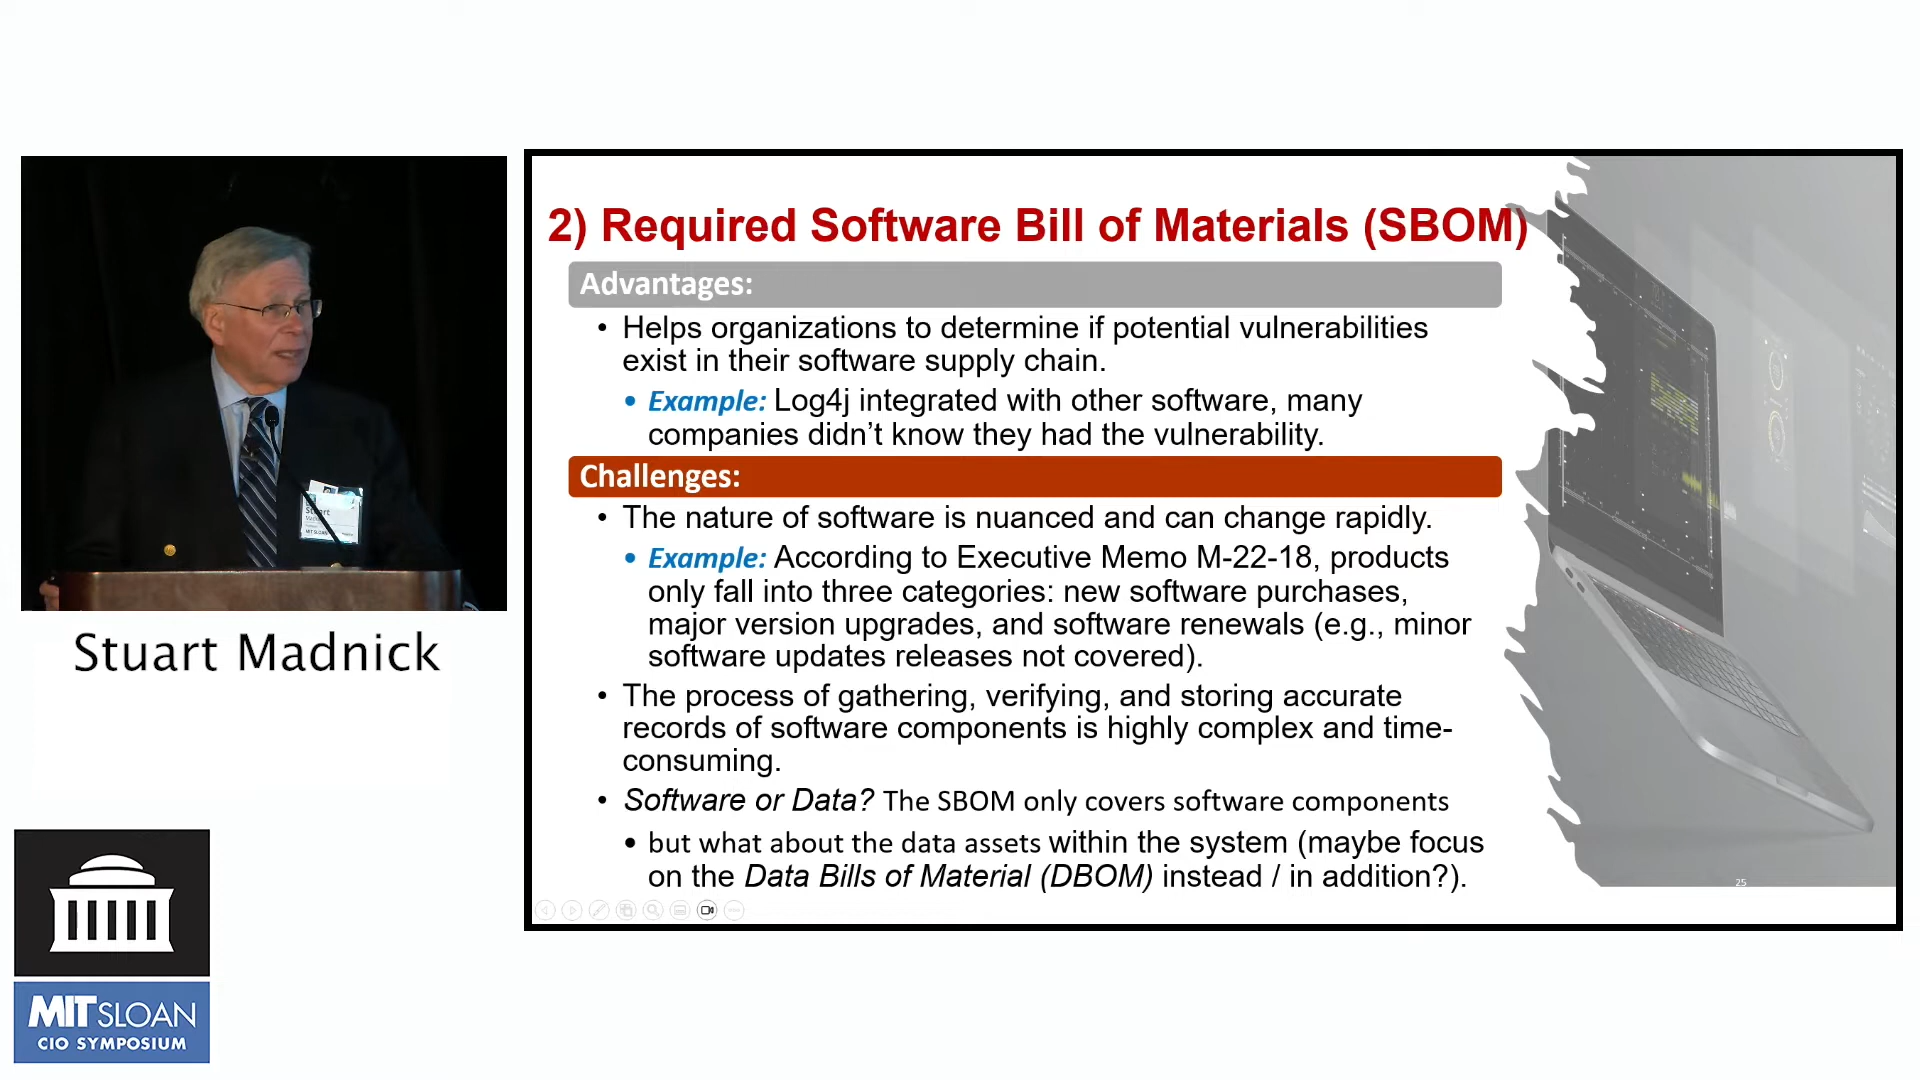 2) Required Software Bill of Materials (SBOM)
Advantages:
• Helps organizations to determine if potential vulnerabilities
exist in their software supply chain.
• Example: Log4j integrated with other software, many
companies didn’t know they had the vulnerability.
Challenges:
• The nature of software is nuanced and can change rapidly.
• Example: According to Executive Memo M-22-18, products
only fall into three categories: new software purchases,
major version upgrades, and software renewals (e.g., minor
software updates releases not covered).
• The process of gathering, verifying, and storing accurate
records of software components is highly complex and time-
consuming.
• Software or Data? The SBOM only covers software components
• but what about the data assets within the system (maybe focus
on the Data Bills of Material (DBOM) instead / in addition?).
25
MIT SLOAN
Stuart Madnick
MIT SLOAN
CIO SYMPOSIUM